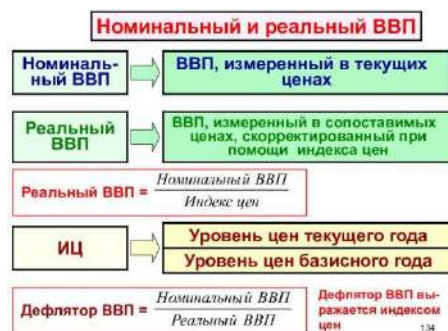 Номинальный и реальный ВВП
Номиналь-
ный ВВП
ВВП, измеренный в текущих
ценах
Реальный
ВВП
ВВП, измеренный в сопоставимых
ценах, скорректированный при
помощи индекса цен
Реальный ВВП = Номинальный ВВП
Индекс цен
ИЦ
Уровень цен текущего года
Уровень цен базисного года
Дефлятор ВВП = Номинальный ВВП
Реальный ВВП
Дефлятор ВВП вы-
ражается индексом
цен